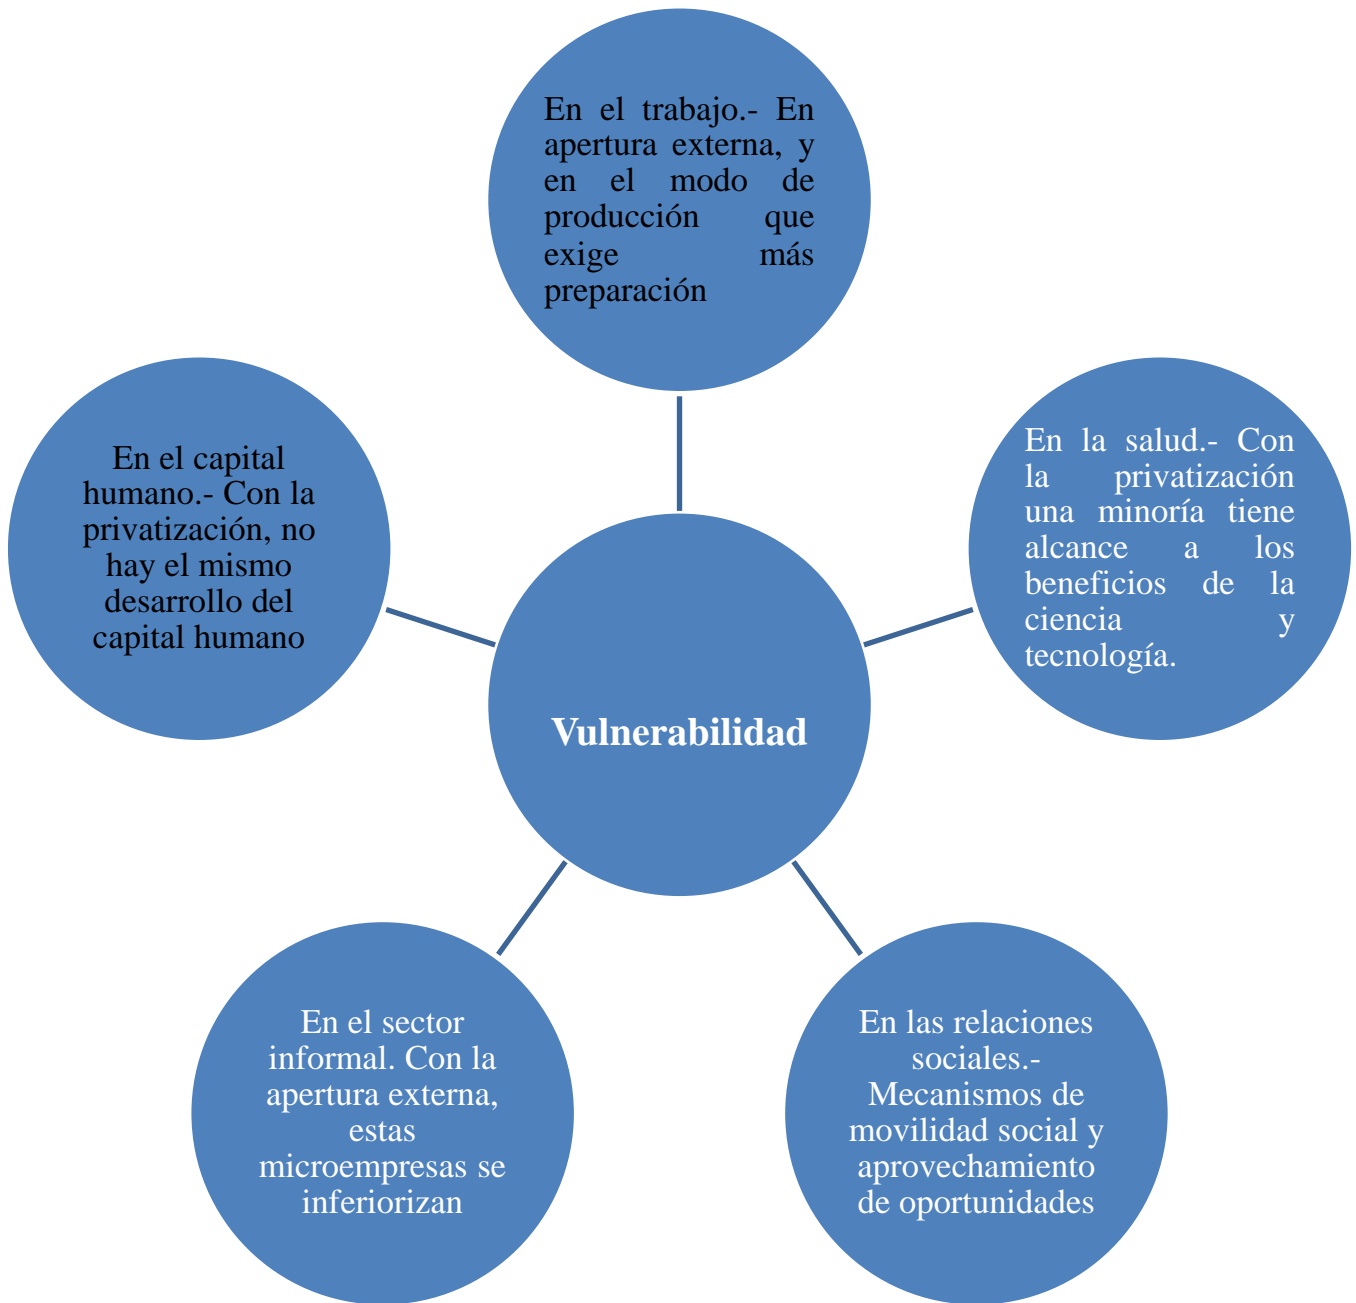 En el trabajo.- En
apertura externa, y
en el modo de
producción que
exige más
preparación
En el capital
humano.- Con la
privatización, no
hay el mismo
desarrollo del
capital humano
En la salud.- Con
la privatización
una minoría tiene
alcance a los
beneficios de la
ciencia y
tecnología.
Vulnerabilidad
En el sector
informal. Con la
apertura externa,
estas
microempresas se
inferiorizan
En las relaciones
sociales.-
Mecanismos de
movilidad social y
aprovechamiento
de oportunidades